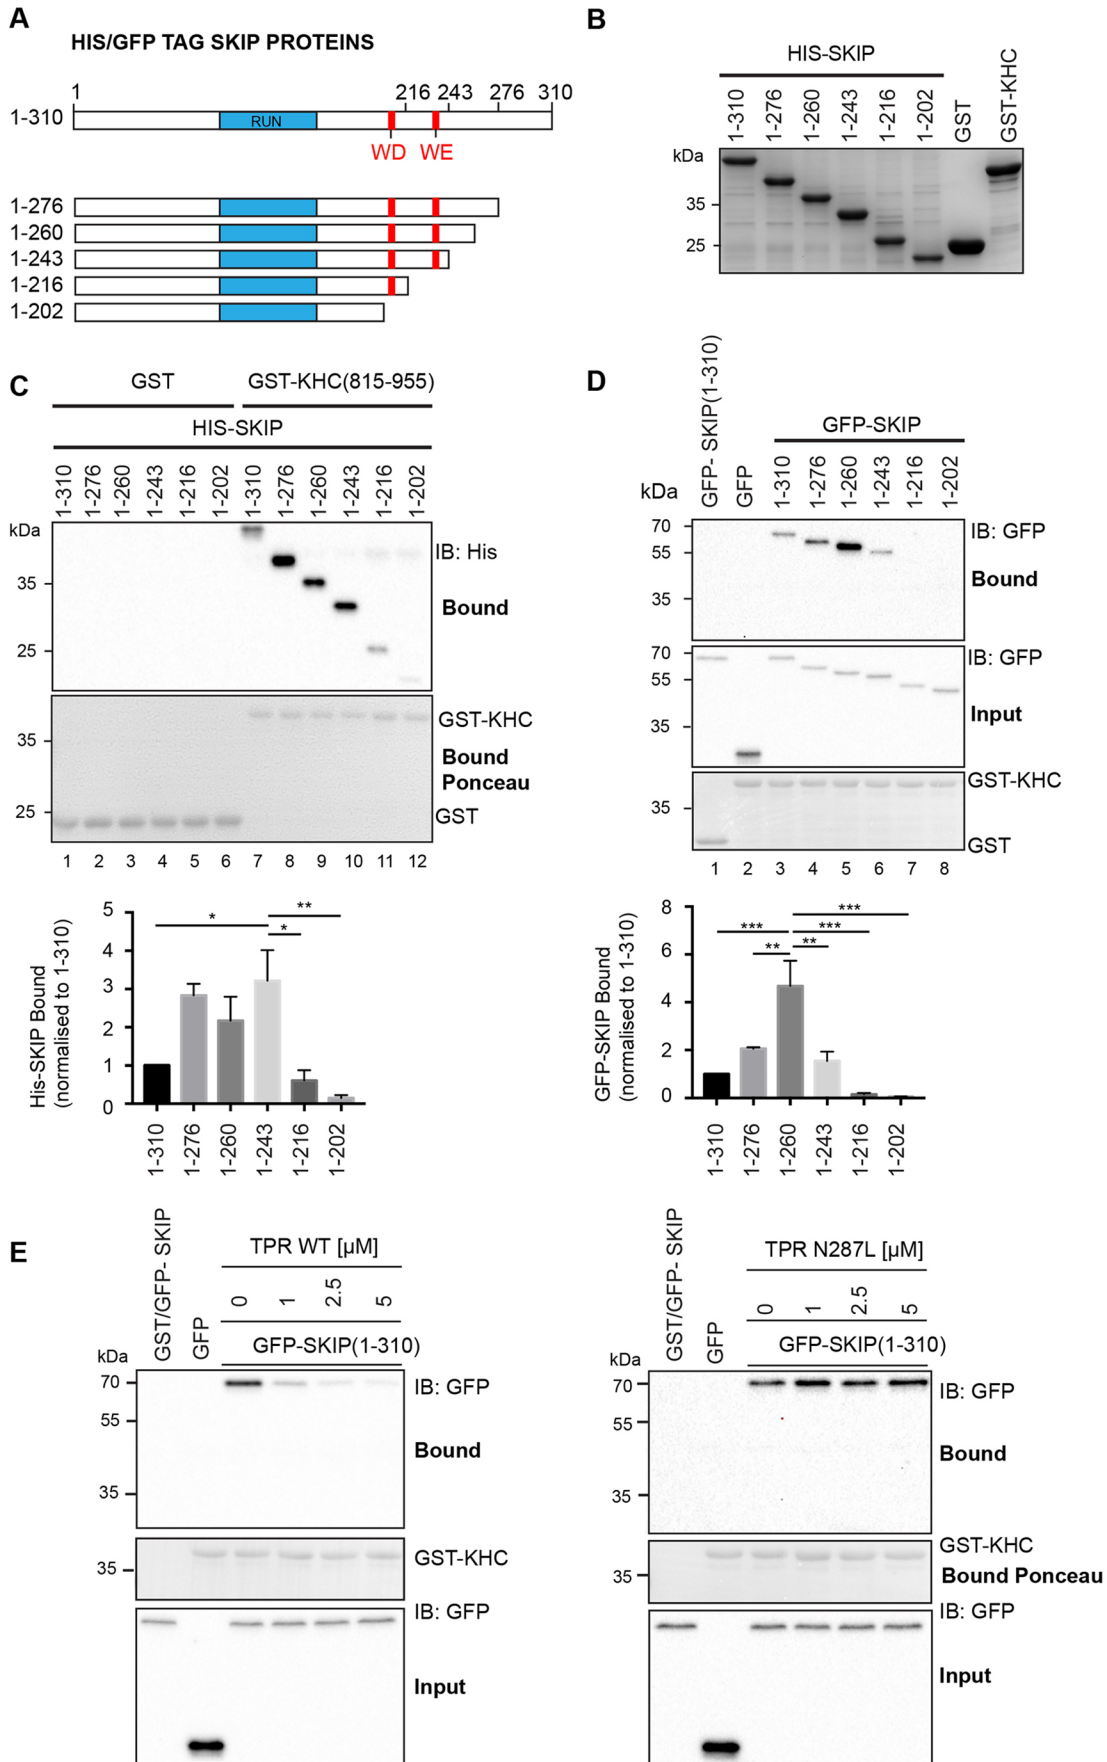 A
HIS/GFP TAG SKIP PROTEINS
1 216 243 276 310
1-310 RUN
WD WE
1-276
1-260
1-243
1-216
1-202
B
HIS-SKIP
1-310 1-276 1-260 1-243 1-216 1-202 GST GST-KHC
kDa
35
25
C
GST GST-KHC(815-955)
HIS-SKIP
1-310 1-276 1-260 1-243 1-216 1-202 1-310 1-276 1-260 1-243 1-216 1-202
kDa
IB: His
35
Bound
25
GST-KHC
35
Bound
Ponceau
25
GST
1 2 3 4 5 6 7 8 9 10 11 12
His-SKIP Bound
(normalised to 1-310)
5
4
3
2
1
0
* ** *
1-310 1-276 1-260 1-243 1-216 1-202
D
GFP- SKIP(1-310) GFP
GFP-SKIP
1-310 1-276 1-260 1-243 1-216 1-202
kDa
70
IB: GFP
55
Bound
35
70
IB: GFP
55
Input
35
GST-KHC
35
GST
1 2 3 4 5 6 7 8
GFP-SKIP Bound
(normalised to 1-310)
8
6
4
2
0
***
*** ***
** **
1-310 1-276 1-260 1-243 1-216 1-202
E
GST/GFP- SKIP GFP
TPR WT [µM]
0 1 2.5 5
GFP-SKIP(1-310)
kDa
70
IB: GFP
55
Bound
35
GST-KHC
35
IB: GFP
Input
GST/GFP- SKIP GFP
TPR N287L [µM]
0 1 2.5 5
GFP-SKIP(1-310)
kDa
70
IB: GFP
55
Bound
35
GST-KHC
35
Bound Ponceau
IB: GFP
Input